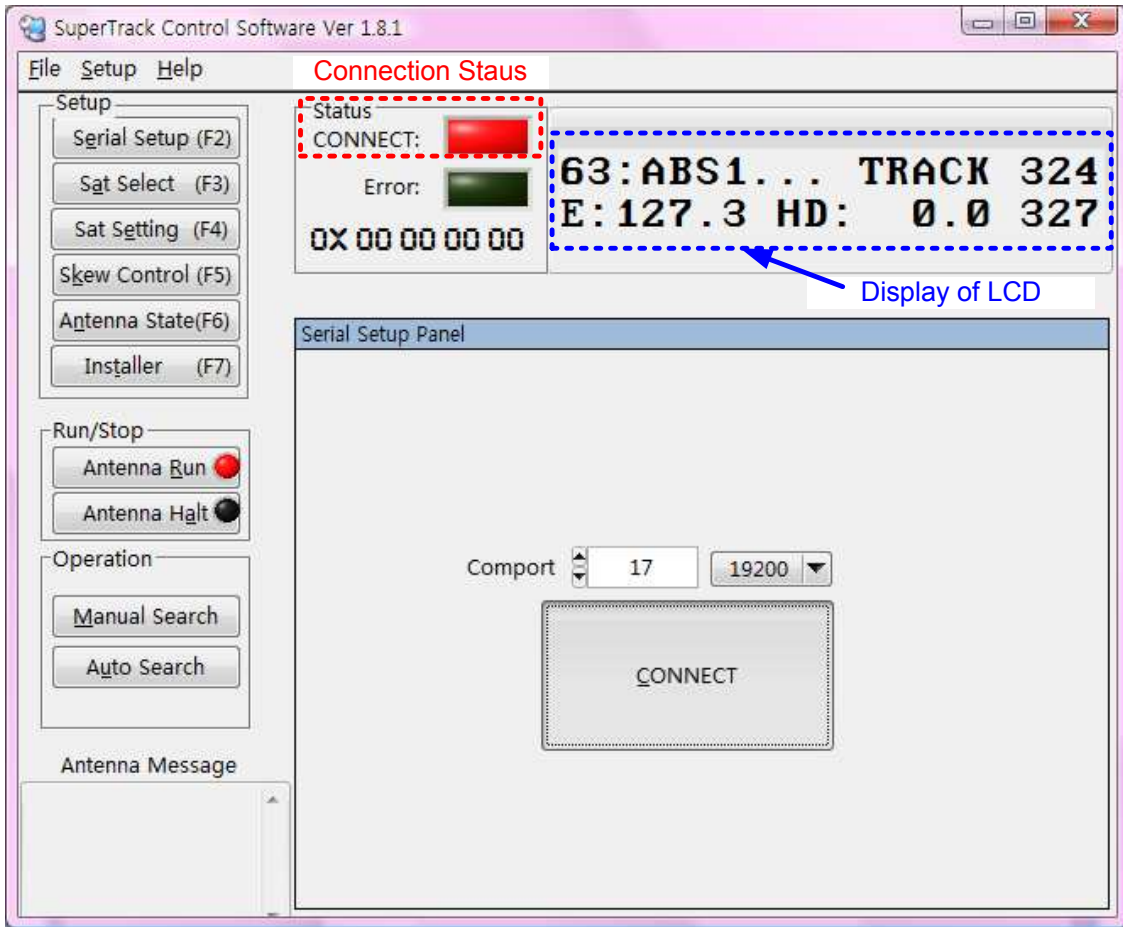 SuperTrack Control Software Ver 1.8.1
File Setup Help
Connection Staus
Setup
Serial Setup (F2)
Sat Select (F3)
Sat Setting (F4)
Skew Control (F5)
Antenna State(F6)
Installer (F7)
Status
CONNECT:
Error:
0X 00 00 00 00
63:ABS1... TRACK 324
E:127.3 HD: 0.0 327
Display of LCD
Run/Stop
Antenna Run
Antenna Halt
Operation
Manual Search
Auto Search
Antenna Message
Serial Setup Panel
Comport 17 19200
CONNECT